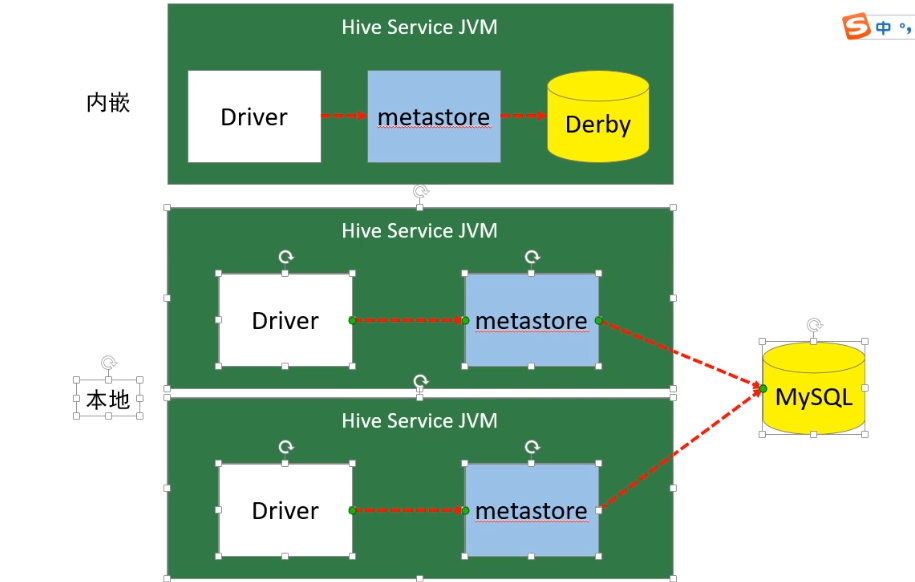 Hive Service JVM
内嵌
Driver
metastore
Derby
Hive Service JVM
Driver
metastore
本地
MySQL
Hive Service JVM
Driver
metastore
S
中 °,